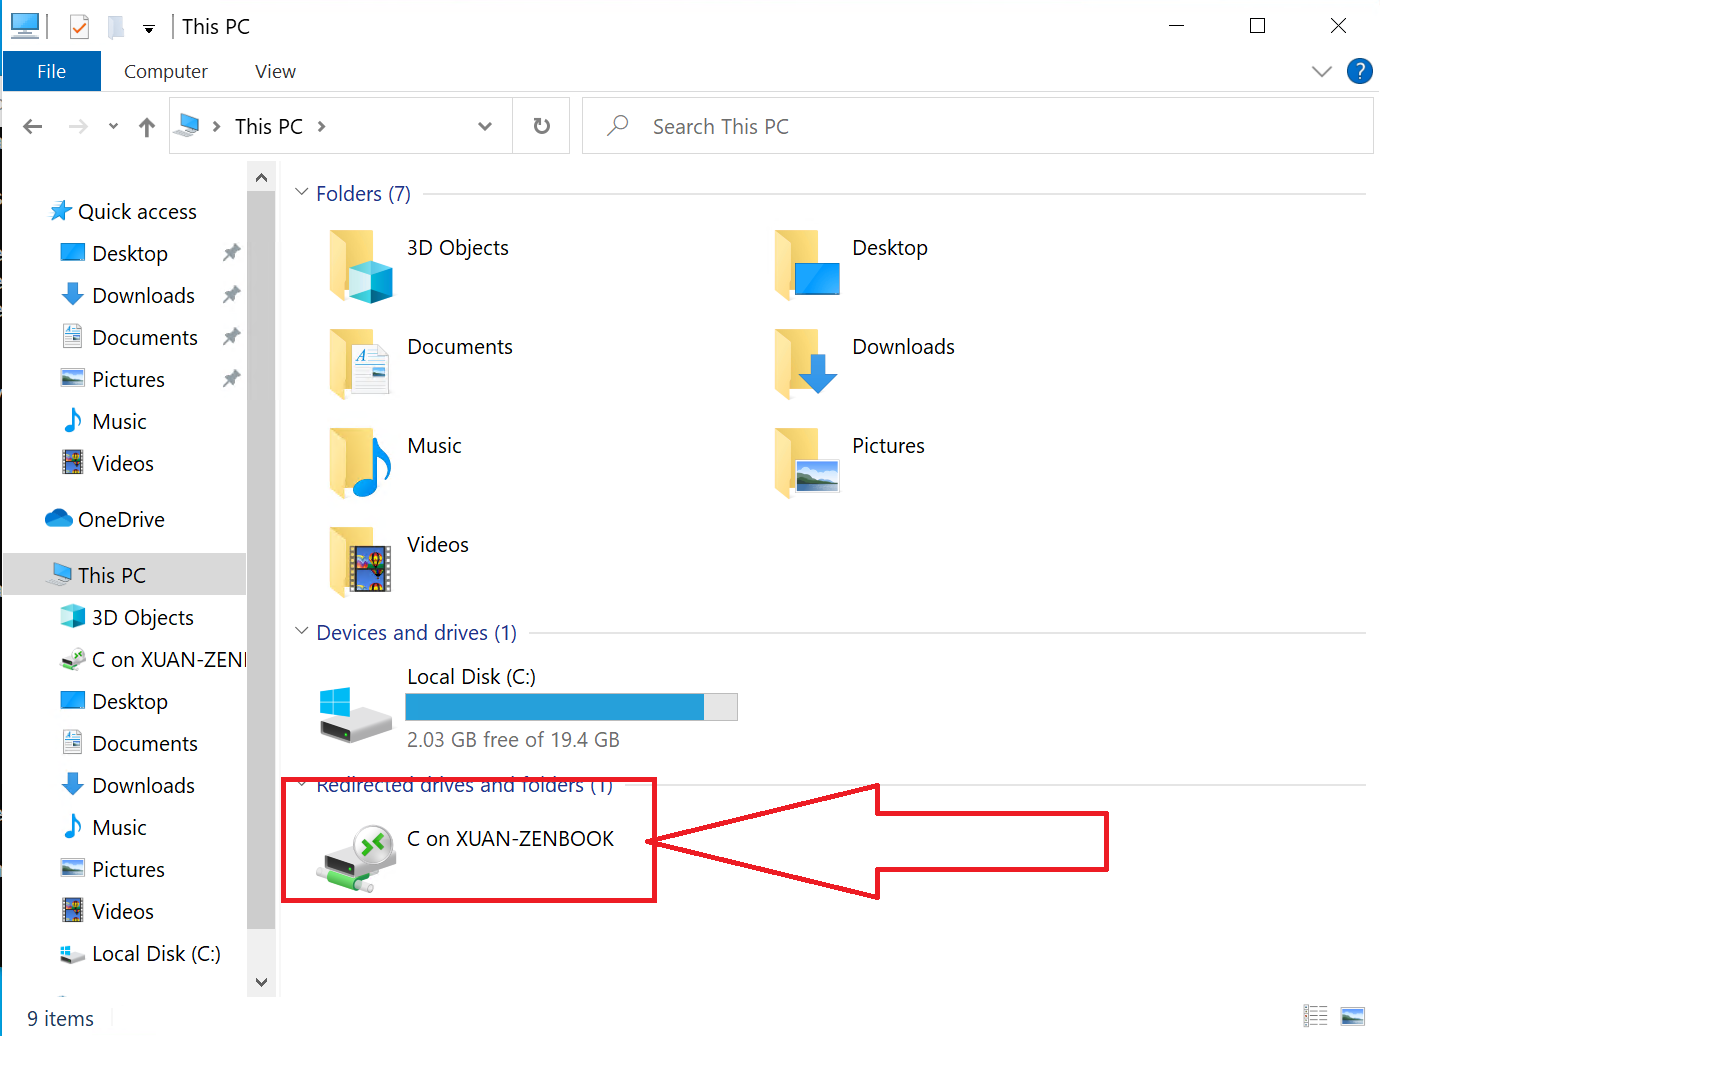 This PC
File Computer View
?
This PC
Search This PC
Quick access
Desktop
Downloads
Documents
Pictures
Music
Videos
OneDrive
This PC
3D Objects
C on XUAN-ZEN
Desktop
Documents
Downloads
Music
Pictures
Videos
Local Disk (C:)
Folders (7)
3D Objects
Desktop
Documents
Downloads
Music
Pictures
Videos
Devices and drives (1)
Local Disk (C:)
2.03 GB free of 19.4 GB
Redirected drives and folders (1)
C on XUAN-ZENBOOK
9 items